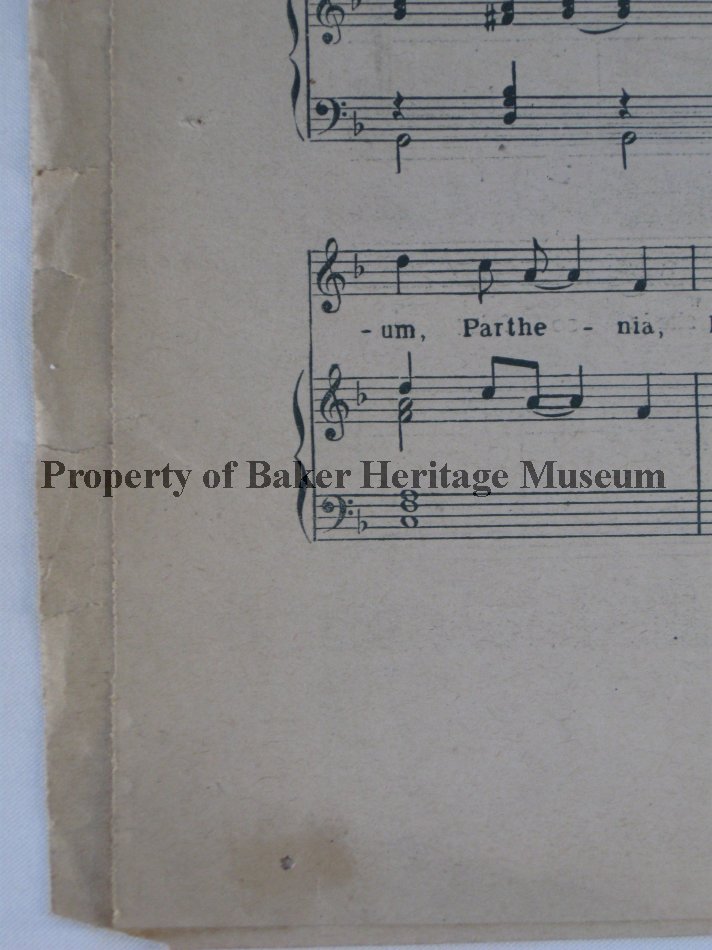 - um, Parthe - nia,
Property of Baker Heritage Museum